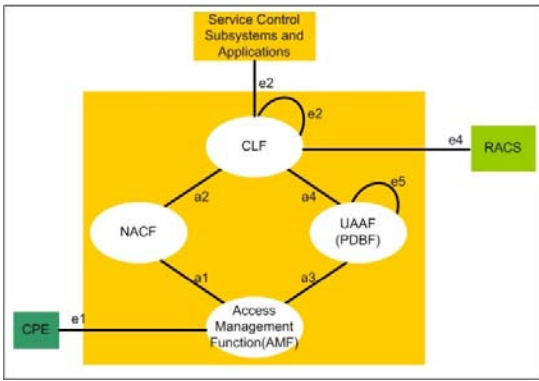 Service Control
Subsystems and
Applications
e2
e2
CLF
e4
RACS
a2
a4
e5
NACF
UAAF
(PDBF)
a1
a3
Access
Management
Function(AMF)
e1
CPE